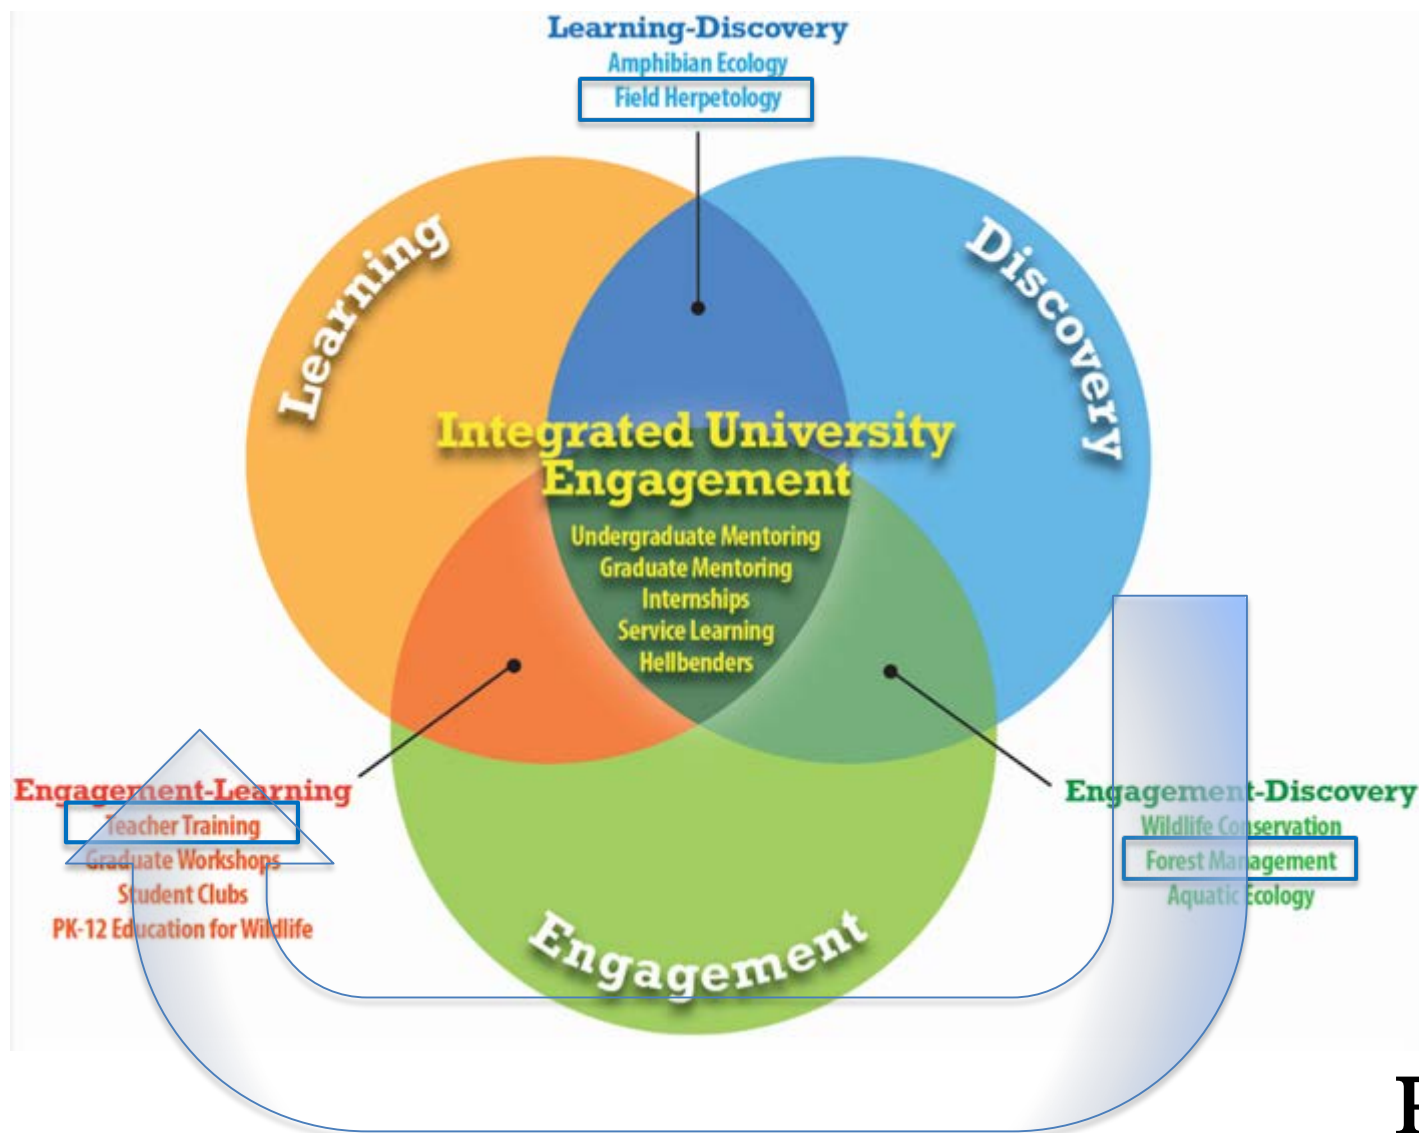 Learning-Discovery
Amphibian Ecology
Field Herpetology
Learning
Discovery
Integrated University
Engagement
Undergraduate Mentoring
Graduate Mentoring
Internships
Service Learning
Hellbenders
Engagement-Learning
Teacher Training
Graduate Workshops
Student Clubs
PK-12 Education for Wildlife
Engagement-Discovery
Wildlife Conservation
Forest Management
Aquatic Ecology
Engagement